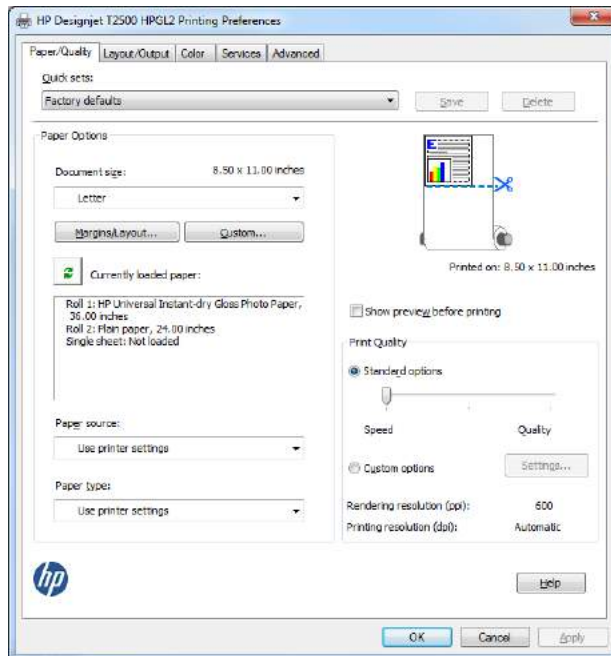 HP Designjet T2500 HPGL2 Printing Preferences
Paper/Quality Layout/Output Color Services Advanced
Quick sets:
Factory defaults
Save Delete
Paper Options
Document size: 8.50 x 11.00 inches
Letter
Margins/Layout... Custom...
Printed on: 8.50 x 11.00 inches
Currently loaded paper:
Roll 1: HP Universal Instant-dry Gloss Photo Paper,
36.00 inches
Roll 2: Plain paper, 24.00 inches
Single sheet: Not loaded
Show preview before printing
Print Quality
Standard options
Speed Quality
Paper source:
Use printer settings
Custom options Settings...
Paper type:
Use printer settings
Rendering resolution (ppi): 600
Printing resolution (dpi): Automatic
hp
Help
OK Cancel Apply